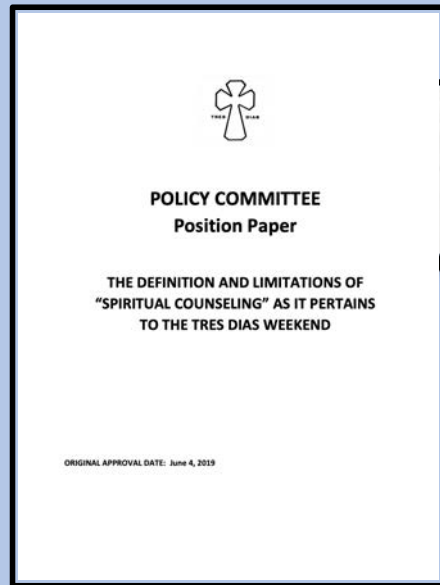 TRES DIAS
POLICY COMMITTEE
Position Paper
THE DEFINITION AND LIMITATIONS OF
“SPIRITUAL COUNSELING” AS IT PERTAINS
TO THE TRES DIAS WEEKEND
ORIGINAL APPROVAL DATE: June 4, 2019